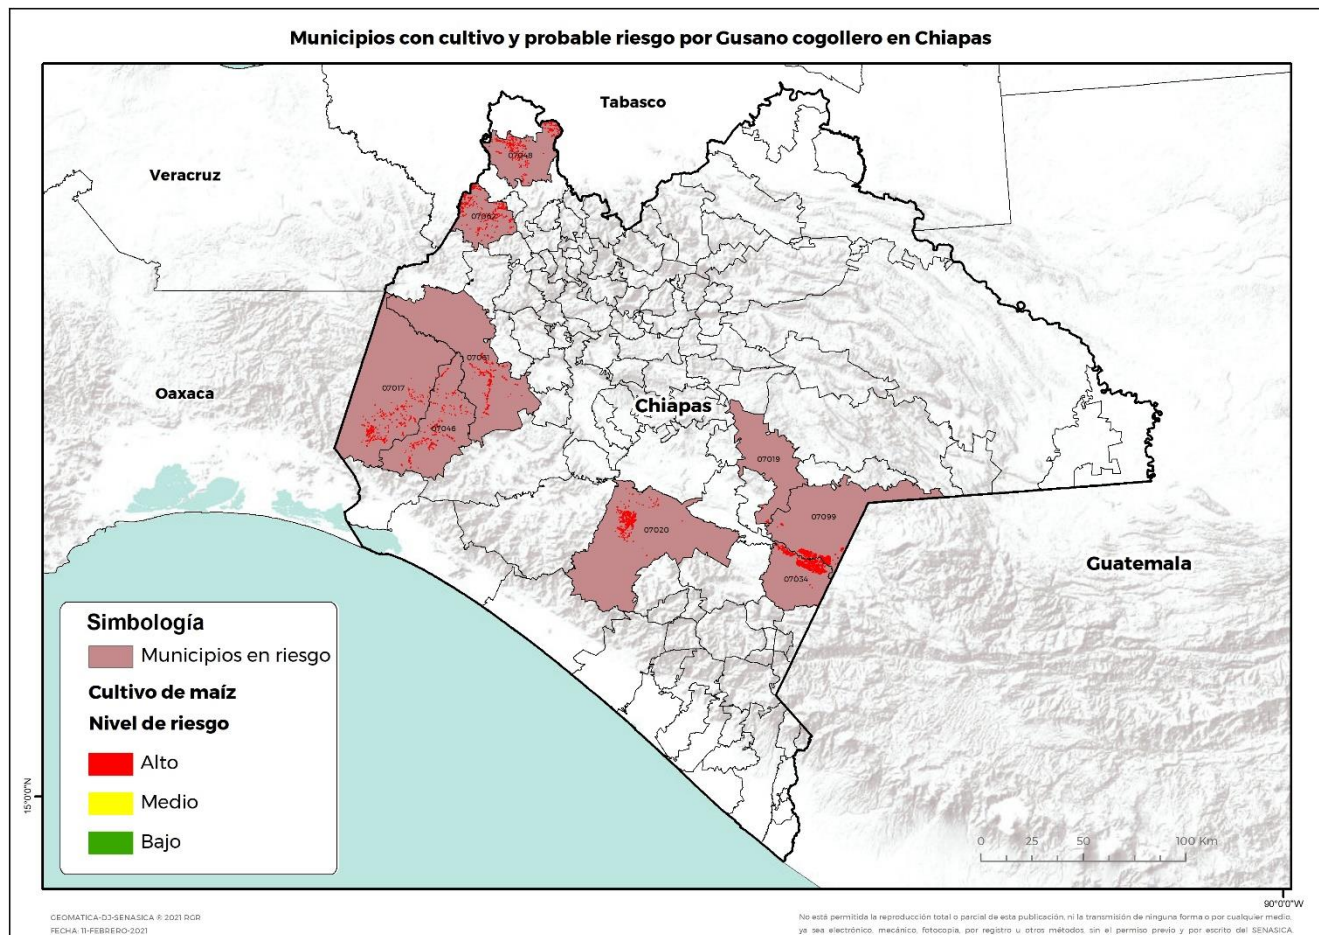 Municipios con cultivo y probable riesgo por Gusano cogollero en Chiapas
Tabasco
Veracruz
07048
07062
Oaxaca
07061
07017
07046
Chiapas
07019
07020
07099
07034
Guatemala
Simbología
Municipios en riesgo
Cultivo de maíz
Nivel de riesgo
Alto
Medio
Bajo
15°0'0"N
0 25 50 100 Km
90°0'0"W
GEOMATICA-DJ-SENASICA ® 2021 RGR
FECHA: 11-FEBRERO-2021
No está permitida la reproducción total o parcial de esta publicación, ni la transmisión de ninguna forma o por cualquier medio,
ya sea electrónico, mecánico, fotocopia, por registro u otros métodos, sin el permiso previo y por escrito del SENASICA.